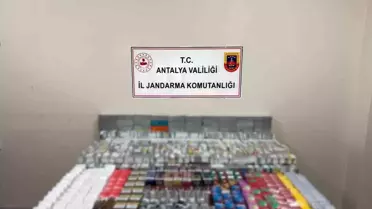 T.C.
ANTALYA VALİLİĞİ
İL JANDARMA KOMUTANLIĞI